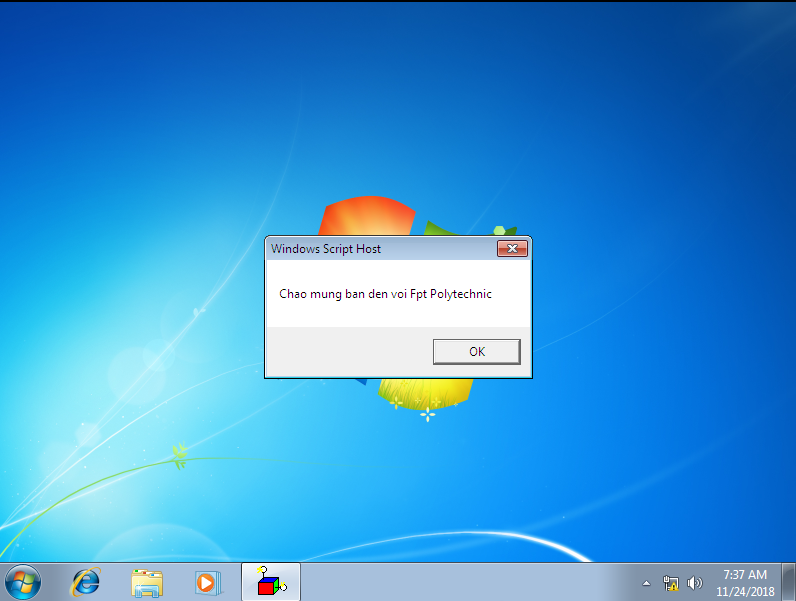 Windows Script Host
Chao mung ban den voi Fpt Polytechnic
OK
7:37 AM
11/24/2018